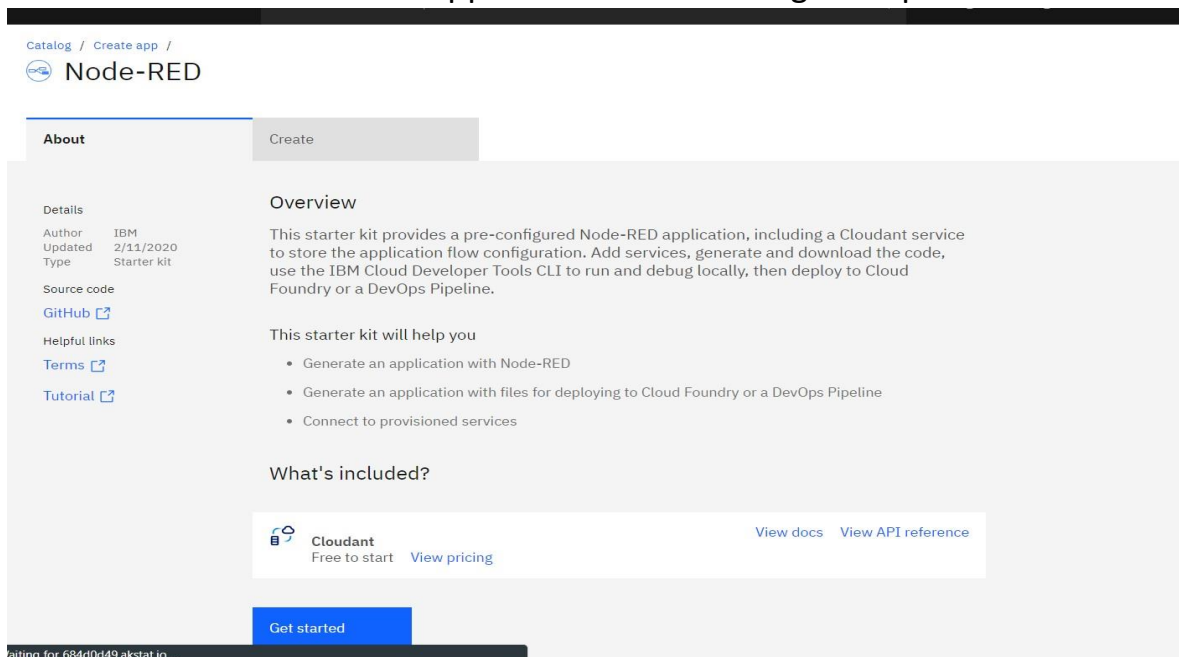 Catalog / Create app /
Node-RED
About
Create
Details
Author IBM
Updated 2/11/2020
Type Starter kit
Source code
GitHub
Helpful links
Terms
Tutorial
Overview
This starter kit provides a pre-configured Node-RED application, including a Cloudant service
to store the application flow configuration. Add services, generate and download the code,
use the IBM Cloud Developer Tools CLI to run and debug locally, then deploy to Cloud
Foundry or a DevOps Pipeline.
This starter kit will help you
• Generate an application with Node-RED
• Generate an application with files for deploying to Cloud Foundry or a DevOps Pipeline
• Connect to provisioned services
What's included?
Cloudant
Free to start View pricing
View docs View API reference
Get started
for 684d0d49.akstat.io